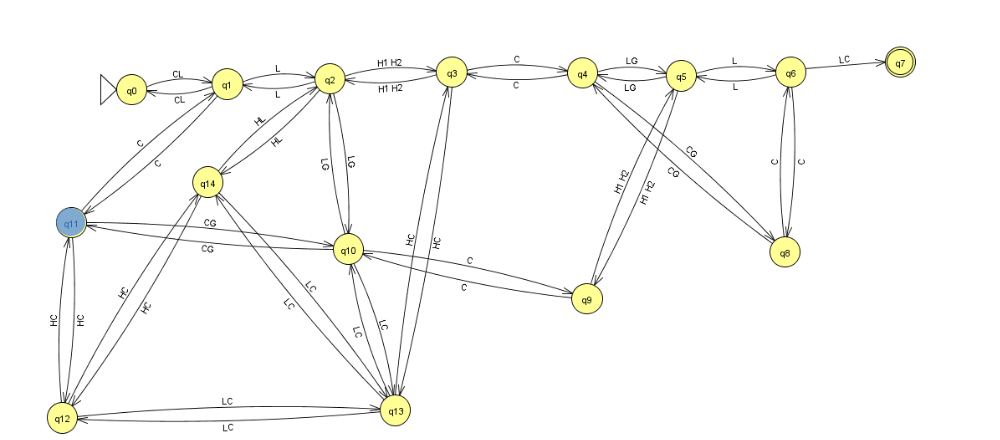 CL
CL
L
L
H1 H2
H1 H2
C
C
LG
LG
L
L
LC
q0
q1
q2
q3
q4
q5
q6
q7
C
C
HL
HL
LG
LG
CG
CG
H1 H2
H1 H2
C
C
q14
q11
CG
CG
q10
HC
HC
q8
C
C
q9
HC
HC
HC
HC
LC
LC
LC
LC
q12
LC
LC
q13